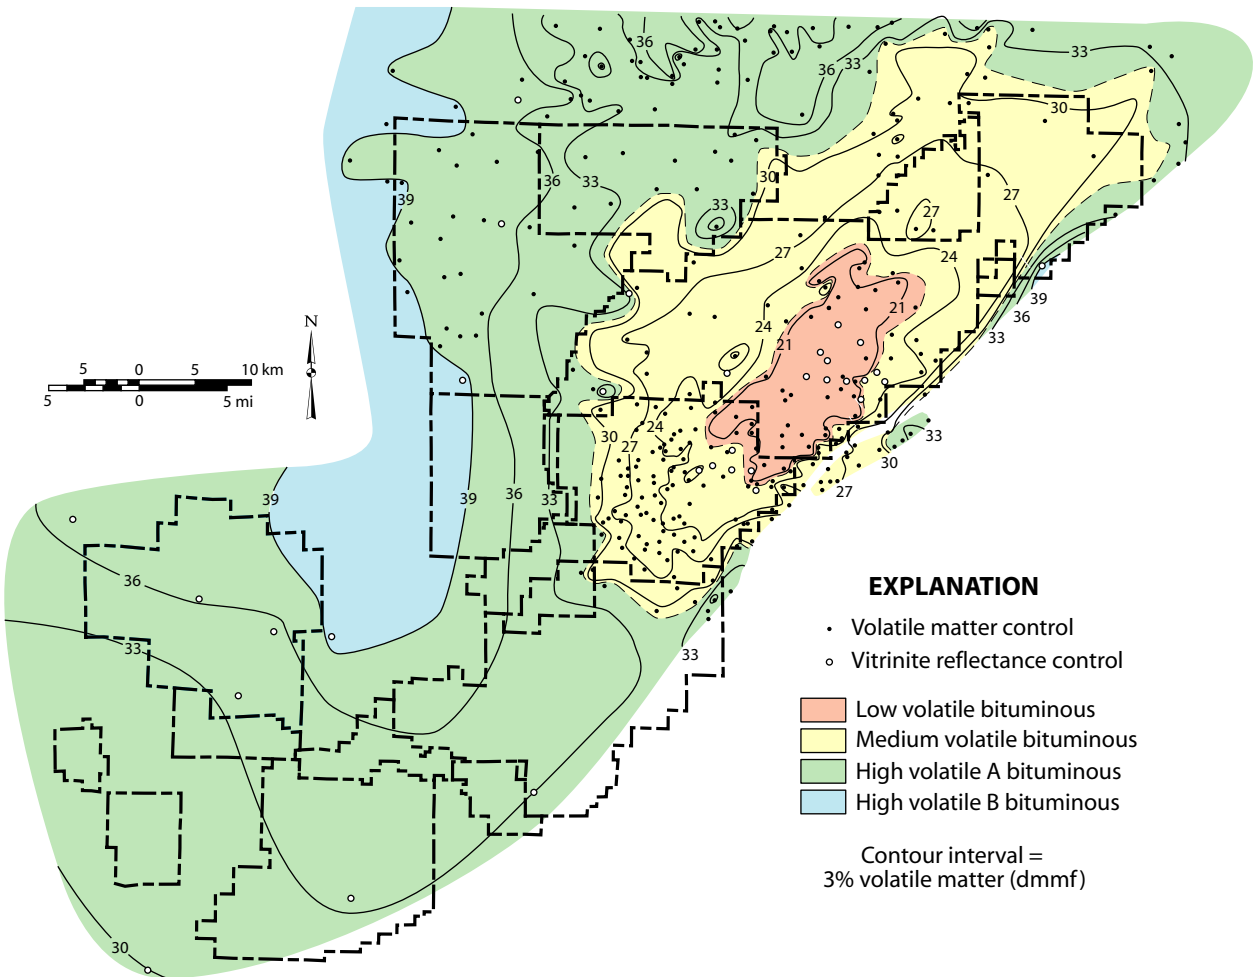 36
33
36
33
30
36
33
30
39
33
27
27
27
24
39
36
33
24
21
21
N
5 0 5 10 km
5 0 5 mi
24
30
27
33
30
27
39
39
36
33
36
33
33
30
EXPLANATION
Volatile matter control
Vitrinite reflectance control
Low volatile bituminous
Medium volatile bituminous
High volatile A bituminous
High volatile B bituminous
Contour interval =
3% volatile matter (dmmf)